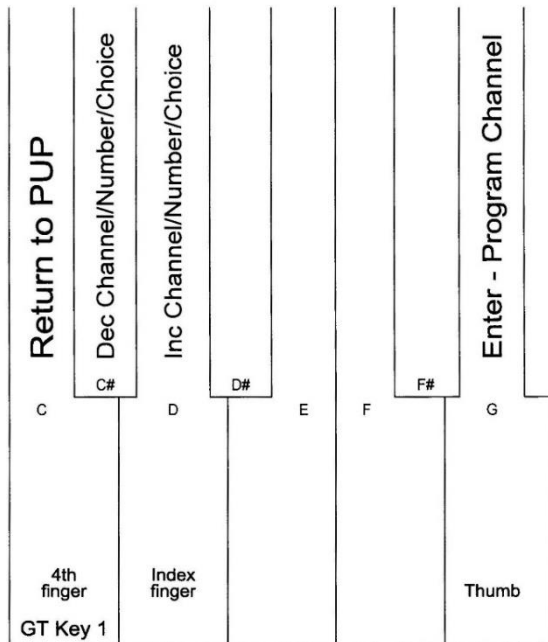 Return to PUP
Dec Channel/Number/Choice
Inc Channel/Number/Choice
Enter - Program Channel
C#
D#
F#
C
D
E
F
G
4th
finger
Index
finger
Thumb
GT Key 1